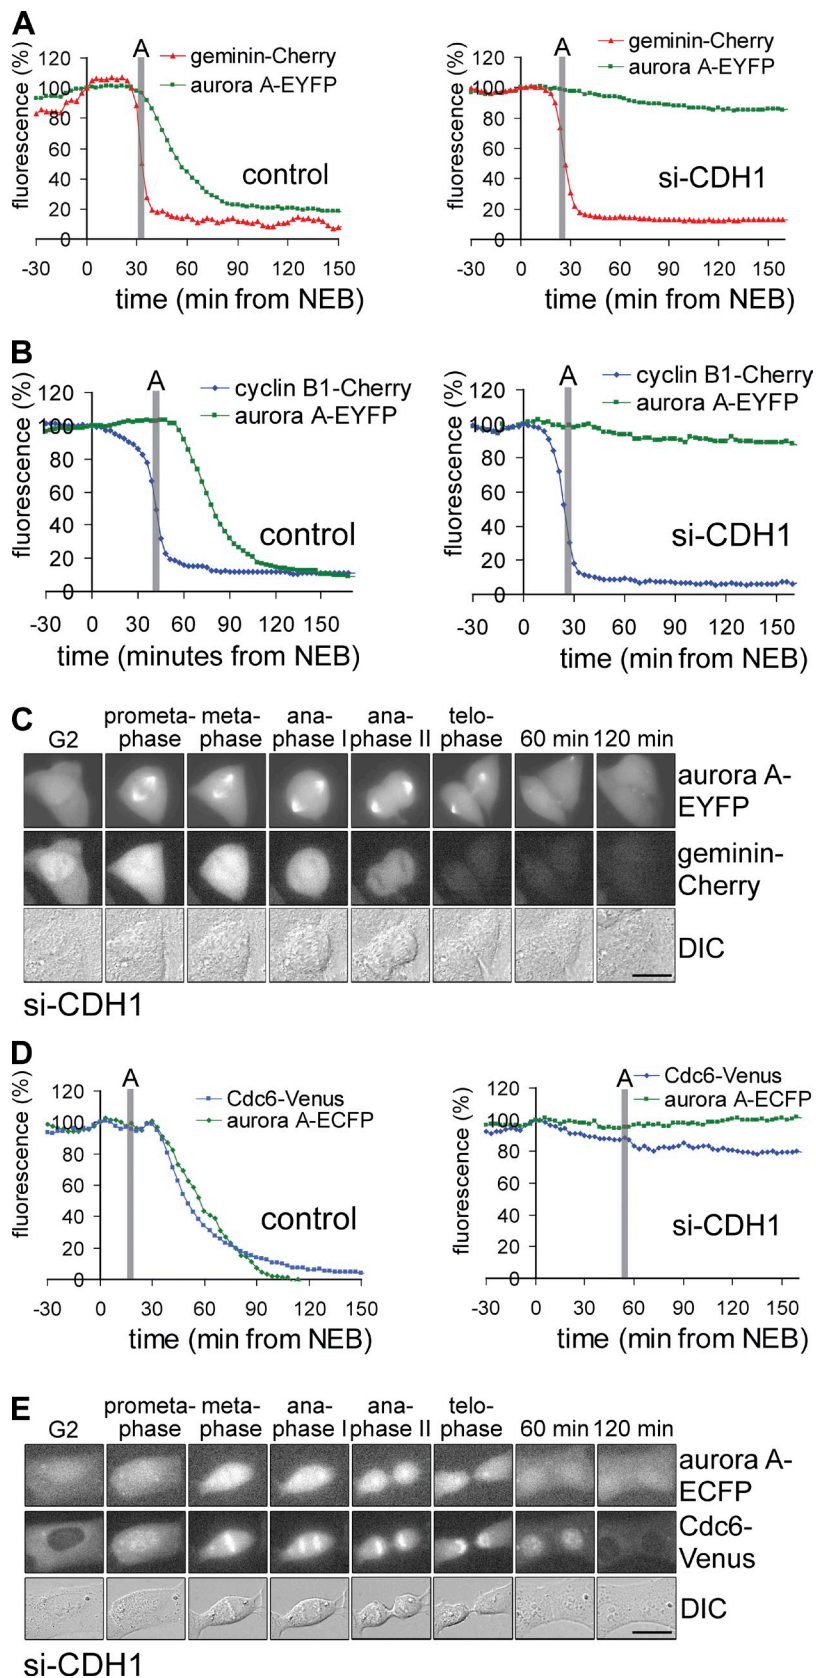 A
A
geminin-Cherry
aurora A-EYFP
fluorescence (%)
120
100
80
60
40
20
0
control
-30 0 30 60 90 120 150
time (min from NEB)
A
geminin-Cherry
aurora A-EYFP
fluorescence (%)
120
100
80
60
40
20
0
si-CDH1
-30 0 30 60 90 120 150
time (min from NEB)
B
A
cyclin B1-Cherry
aurora A-EYFP
fluorescence (%)
120
100
80
60
40
20
0
control
-30 0 30 60 90 120 150
time (minutes from NEB)
A
cyclin B1-Cherry
aurora A-EYFP
fluorescence (%)
120
100
80
60
40
20
0
si-CDH1
-30 0 30 60 90 120 150
time (min from NEB)
C
G2
prometa-
phase
meta-
phase
ana-
phase I
ana-
phase II
telo-
phase
60 min
120 min
aurora A-
EYFP
geminin-
Cherry
DIC
si-CDH1
D
A
Cdc6-Venus
aurora A-ECFP
fluorescence (%)
120
100
80
60
40
20
0
control
-30 0 30 60 90 120 150
time (min from NEB)
A
Cdc6-Venus
aurora A-ECFP
fluorescence (%)
120
100
80
60
40
20
0
si-CDH1
-30 0 30 60 90 120 150
time (min from NEB)
E
G2
prometa-
phase
meta-
phase
ana-
phase I
ana-
phase II
telo-
phase
60 min
120 min
aurora A-
ECFP
Cdc6-
Venus
DIC
si-CDH1